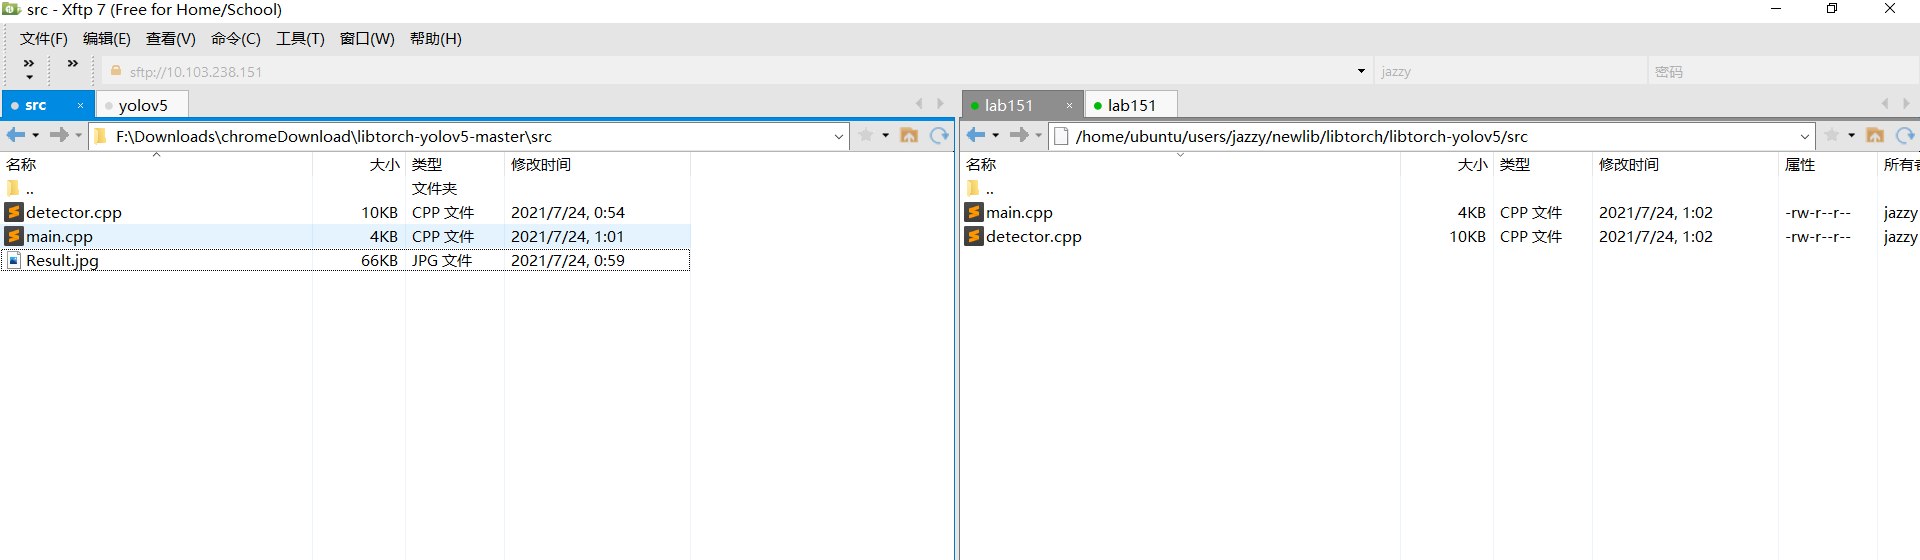 src - Xftp 7 (Free for Home/School)
文件(F) 编辑(E) 查看(V) 命令(C) 工具(T) 窗口(W) 帮助(H)
sftp://10.103.238.151 jazzy 密码
src yolov5 lab151 lab151
F:\Downloads\chromeDownload\libtorch-yolov5-master\src /home/ubuntu/users/jazzy/newlib/libtorch/libtorch-yolov5/src
名称 大小 类型 修改时间 名称 大小 类型 修改时间 属性 所有
.. 文件夹 ..
detector.cpp 10KB CPP 文件 2021/7/24, 0:54 main.cpp 4KB CPP 文件 2021/7/24, 1:02 -rw-r--r-- jazzy
main.cpp 4KB CPP 文件 2021/7/24, 1:01 detector.cpp 10KB CPP 文件 2021/7/24, 1:02 -rw-r--r-- jazzy
Result.jpg 66KB JPG 文件 2021/7/24, 0:59